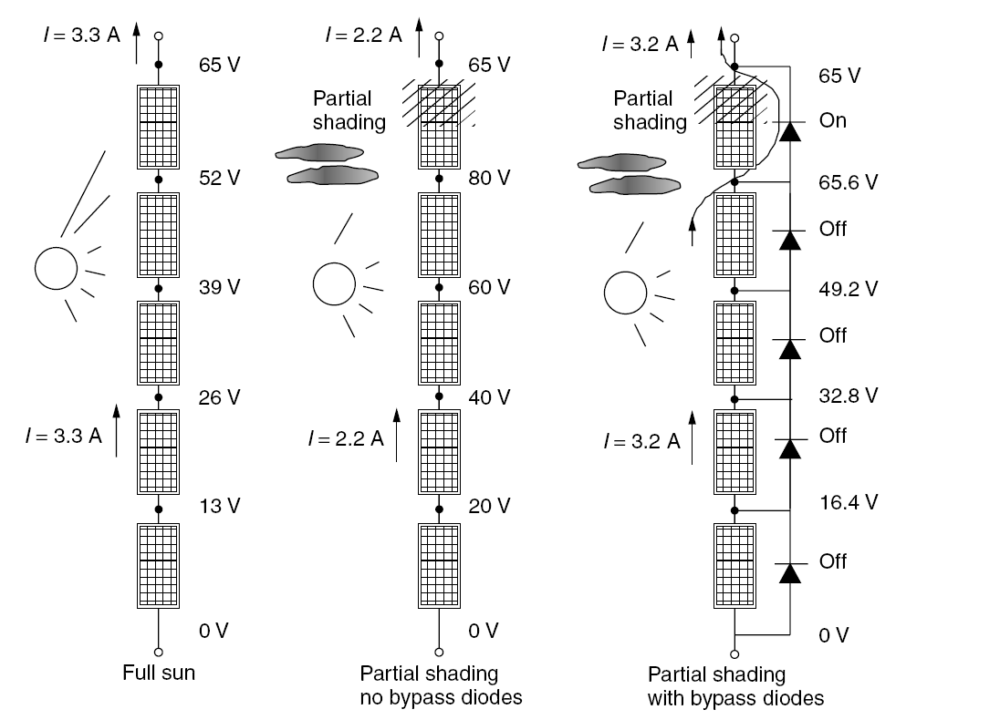 I = 3.3 A
65 V
52 V
39 V
26 V
I = 3.3 A
13 V
0 V
Full sun
I = 2.2 A
65 V
Partial
shading
80 V
60 V
40 V
I = 2.2 A
20 V
0 V
Partial shading
no bypass diodes
I = 3.2 A
65 V
Partial
shading
On
65.6 V
Off
49.2 V
Off
32.8 V
I = 3.2 A
Off
16.4 V
Off
0 V
Partial shading
with bypass diodes